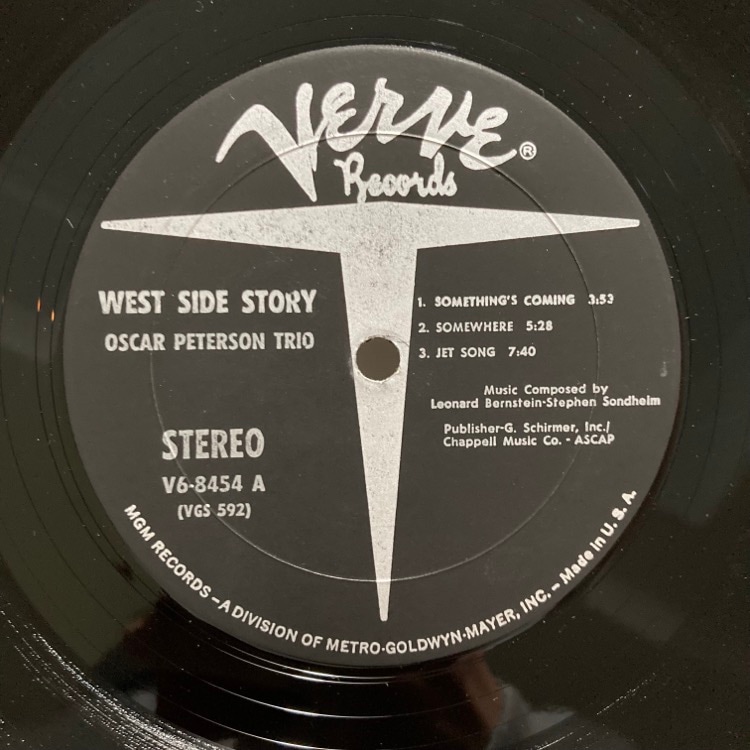 Verve®
Records
WEST SIDE STORY
OSCAR PETERSON TRIO
1. SOMETHING'S COMING 3:53
2. SOMEWHERE 5:28
3. JET SONG 7:40
Music Composed by
Leonard Bernstein-Stephen Sondheim
Publisher-G. Schirmer, Inc./
Chappell Music Co. - ASCAP
STEREO
V6-8454 A
(VGS 592)
MGM RECORDS – A DIVISION OF METRO-GOLDWYN-MAYER, INC. – Made in U. S. A.